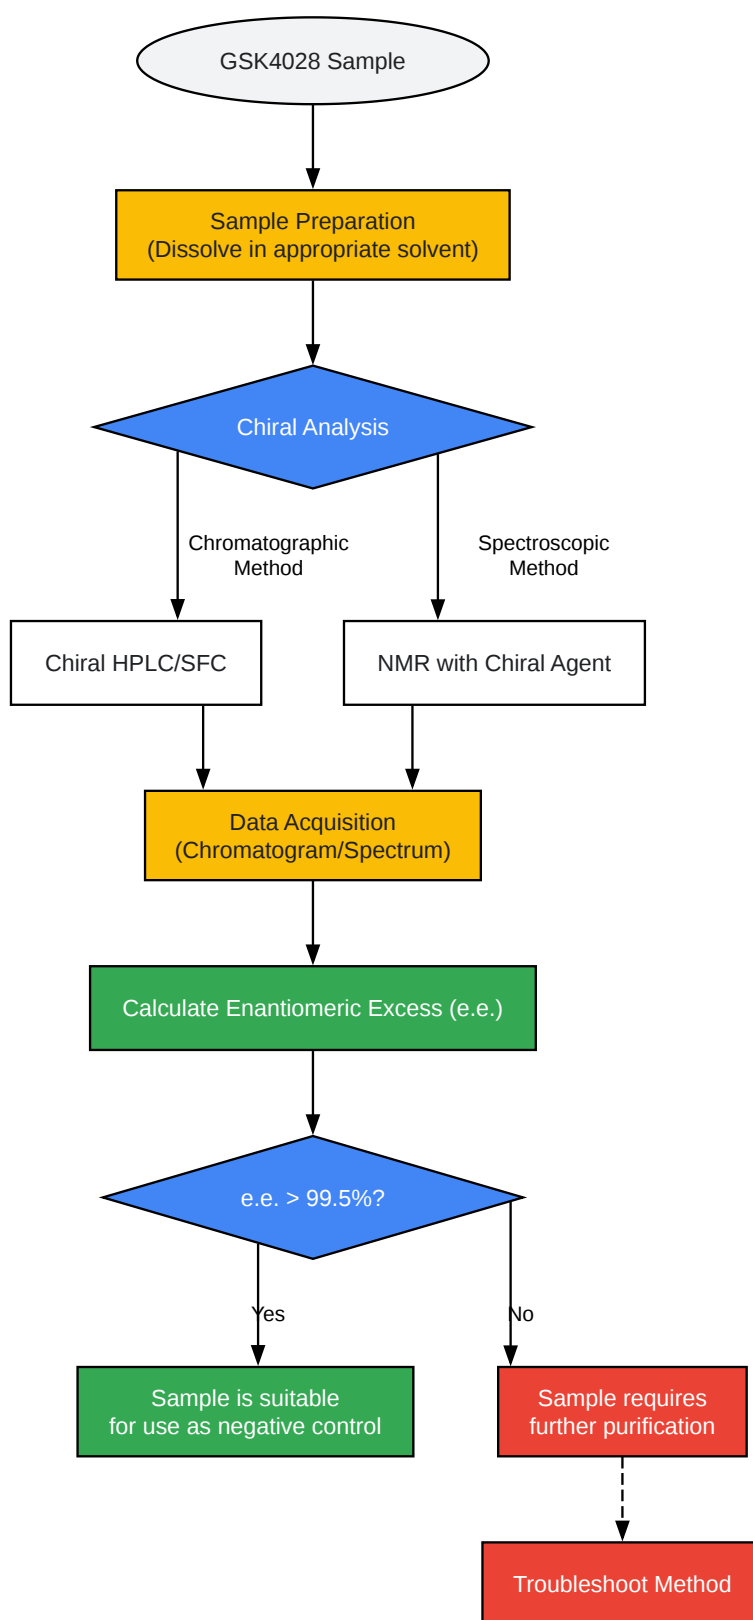 GSK4028 Sample
Sample Preparation
(Dissolve in appropriate solvent)
Chiral Analysis
Chromatographic
Method
Spectroscopic
Method
Chiral HPLC/SFC
NMR with Chiral Agent
Data Acquisition
(Chromatogram/Spectrum)
Calculate Enantiomeric Excess (e.e.)
e.e. > 99.5%?
Yes
No
Sample is suitable
for use as negative control
Sample requires
further purification
Troubleshoot Method